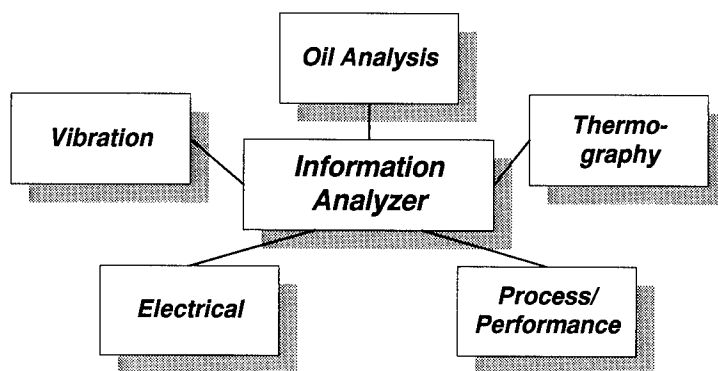 Oil Analysis
Vibration
Thermo-
graphy
Information
Analyzer
Electrical
Process/
Performance